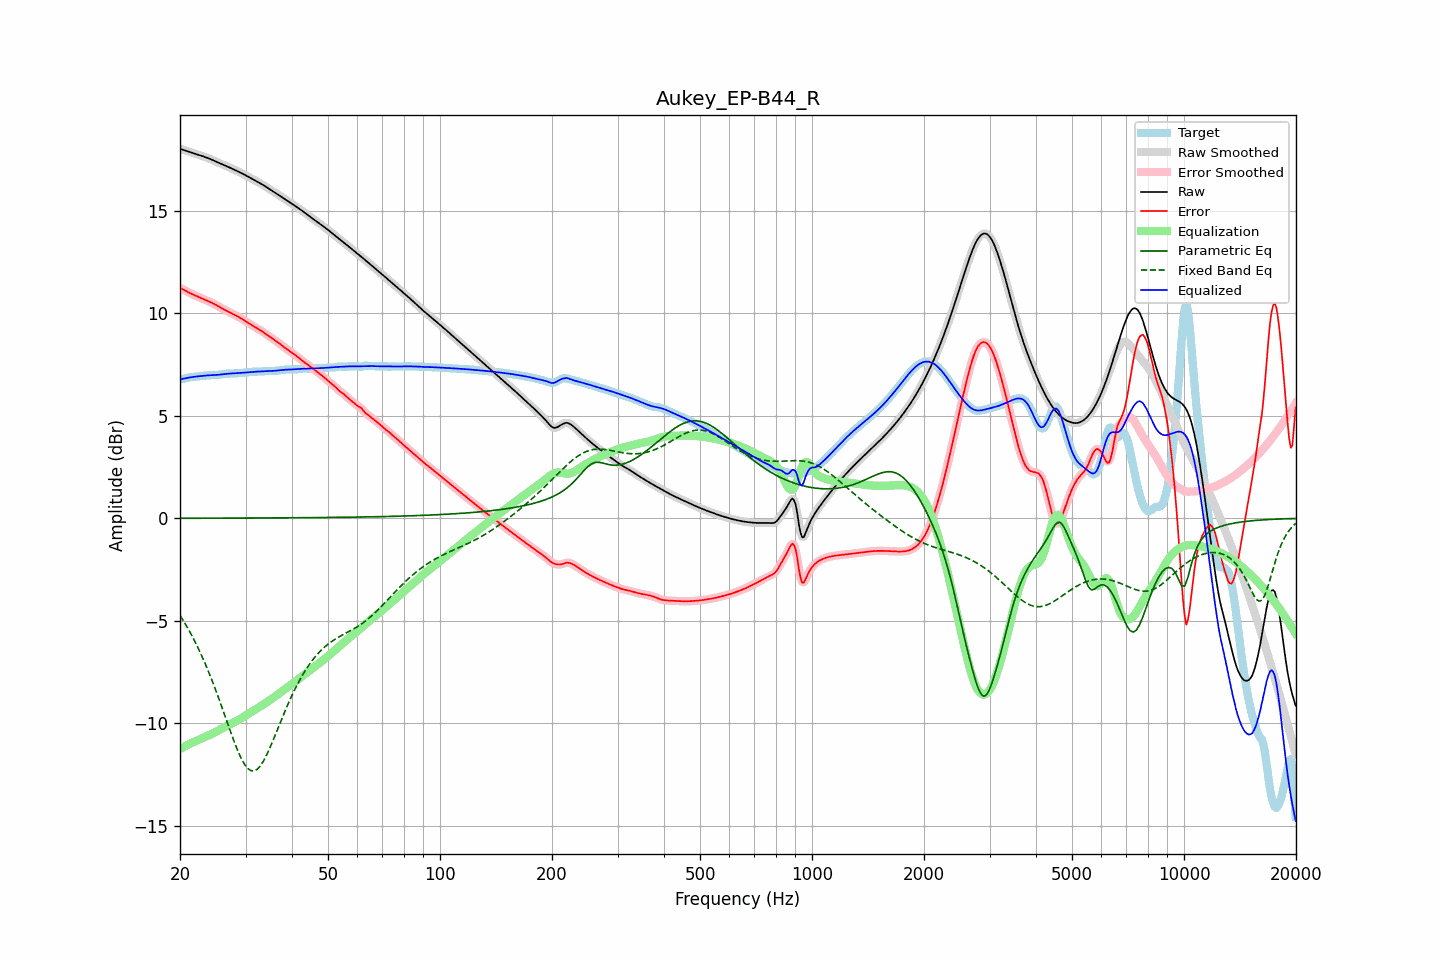 Aukey_EP-B44_R
Target
Raw Smoothed
Error Smoothed
Raw
Error
Equalization
Parametric Eq
Fixed Band Eq
Equalized
Amplitude (dBr)
15
10
5
0
−5
−10
−15
20 50 100 200 500 1000 2000 5000 10000 20000
Frequency (Hz)